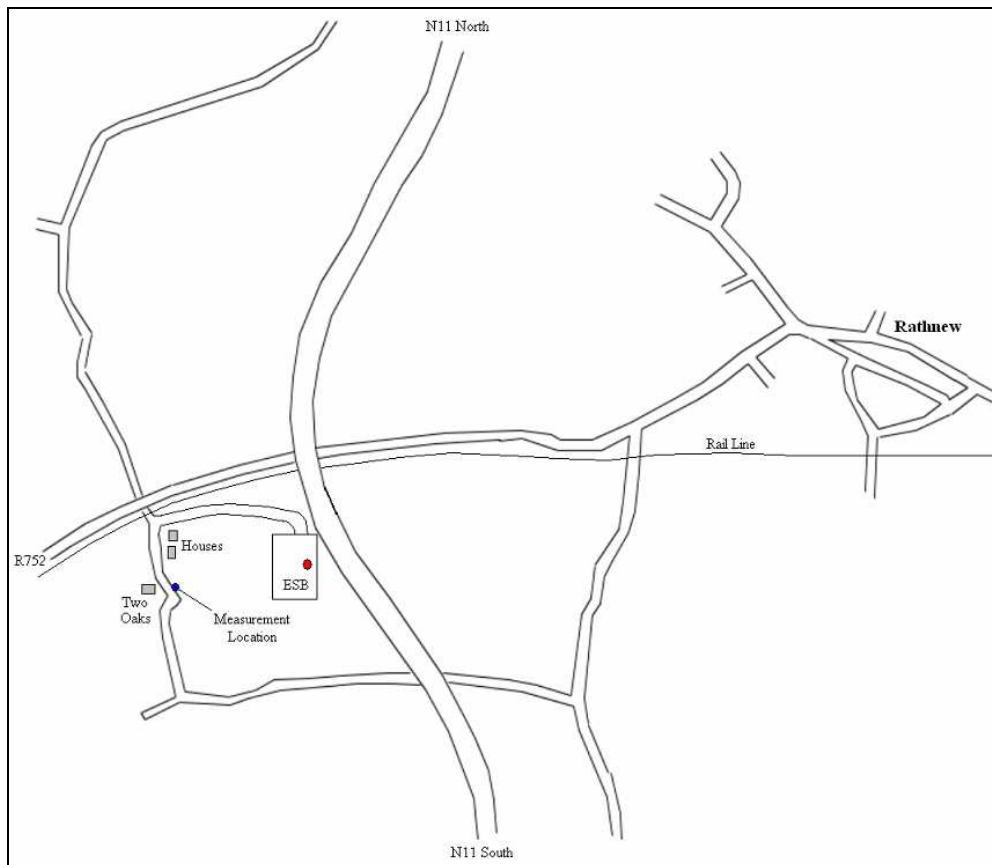 N11 North
Rathnew
Rail Line
R752
Houses
ESB
Two
Oaks
Measurement
Location
N11 South